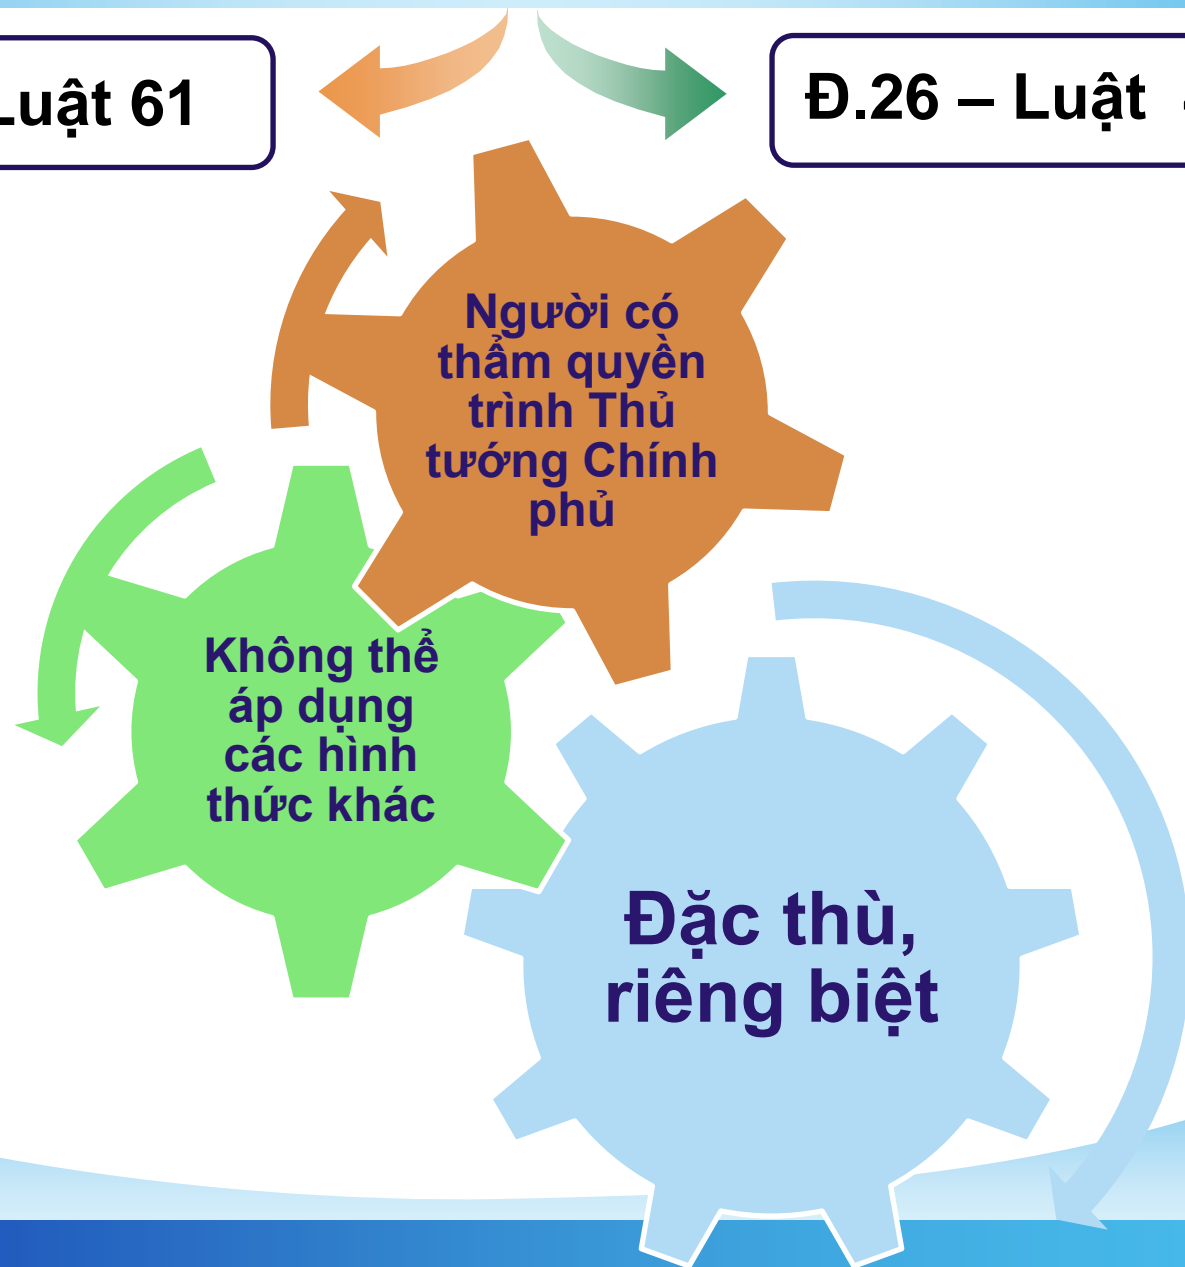 Luật 61
Đ.26 – Luật
Người có
thẩm quyền
trình Thủ
tướng Chính
phủ
Không thể
áp dụng
các hình
thức khác
Đặc thù,
riêng biệt